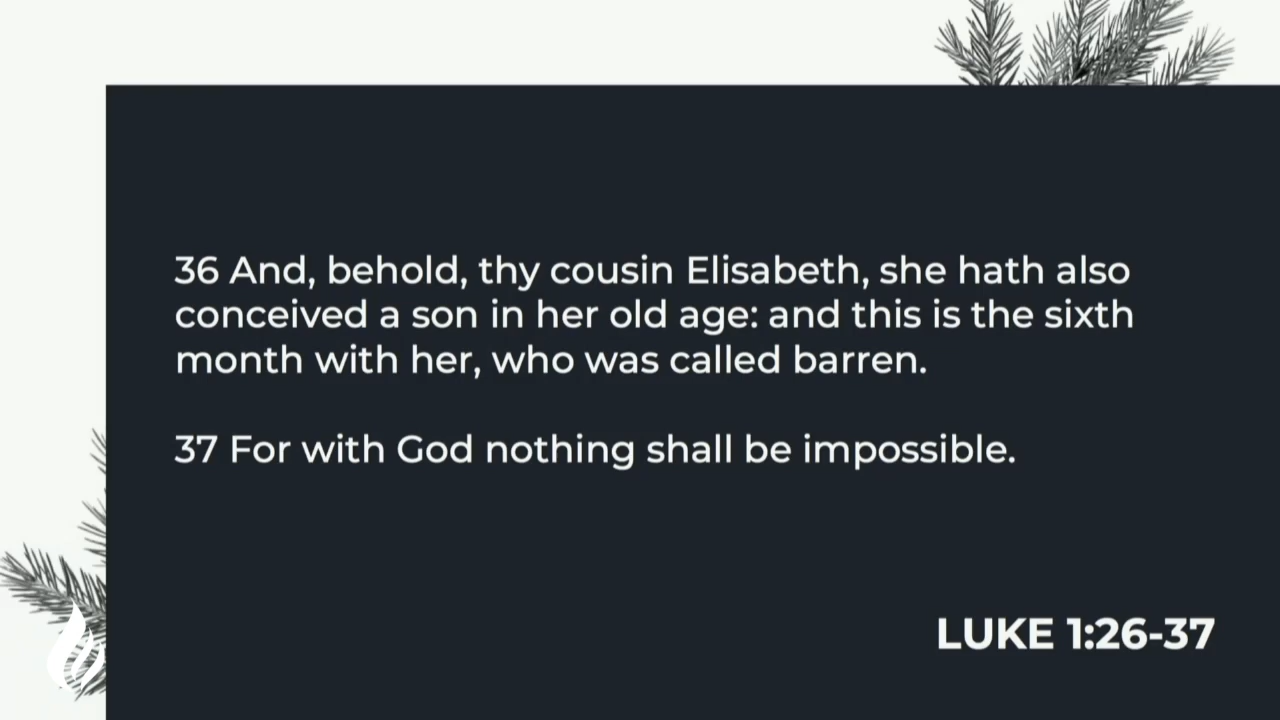 36 And, behold, thy cousin Elisabeth, she hath also
conceived a son in her old age: and this is the sixth
month with her, who was called barren.
37 For with God nothing shall be impossible.
LUKE 1:26-37